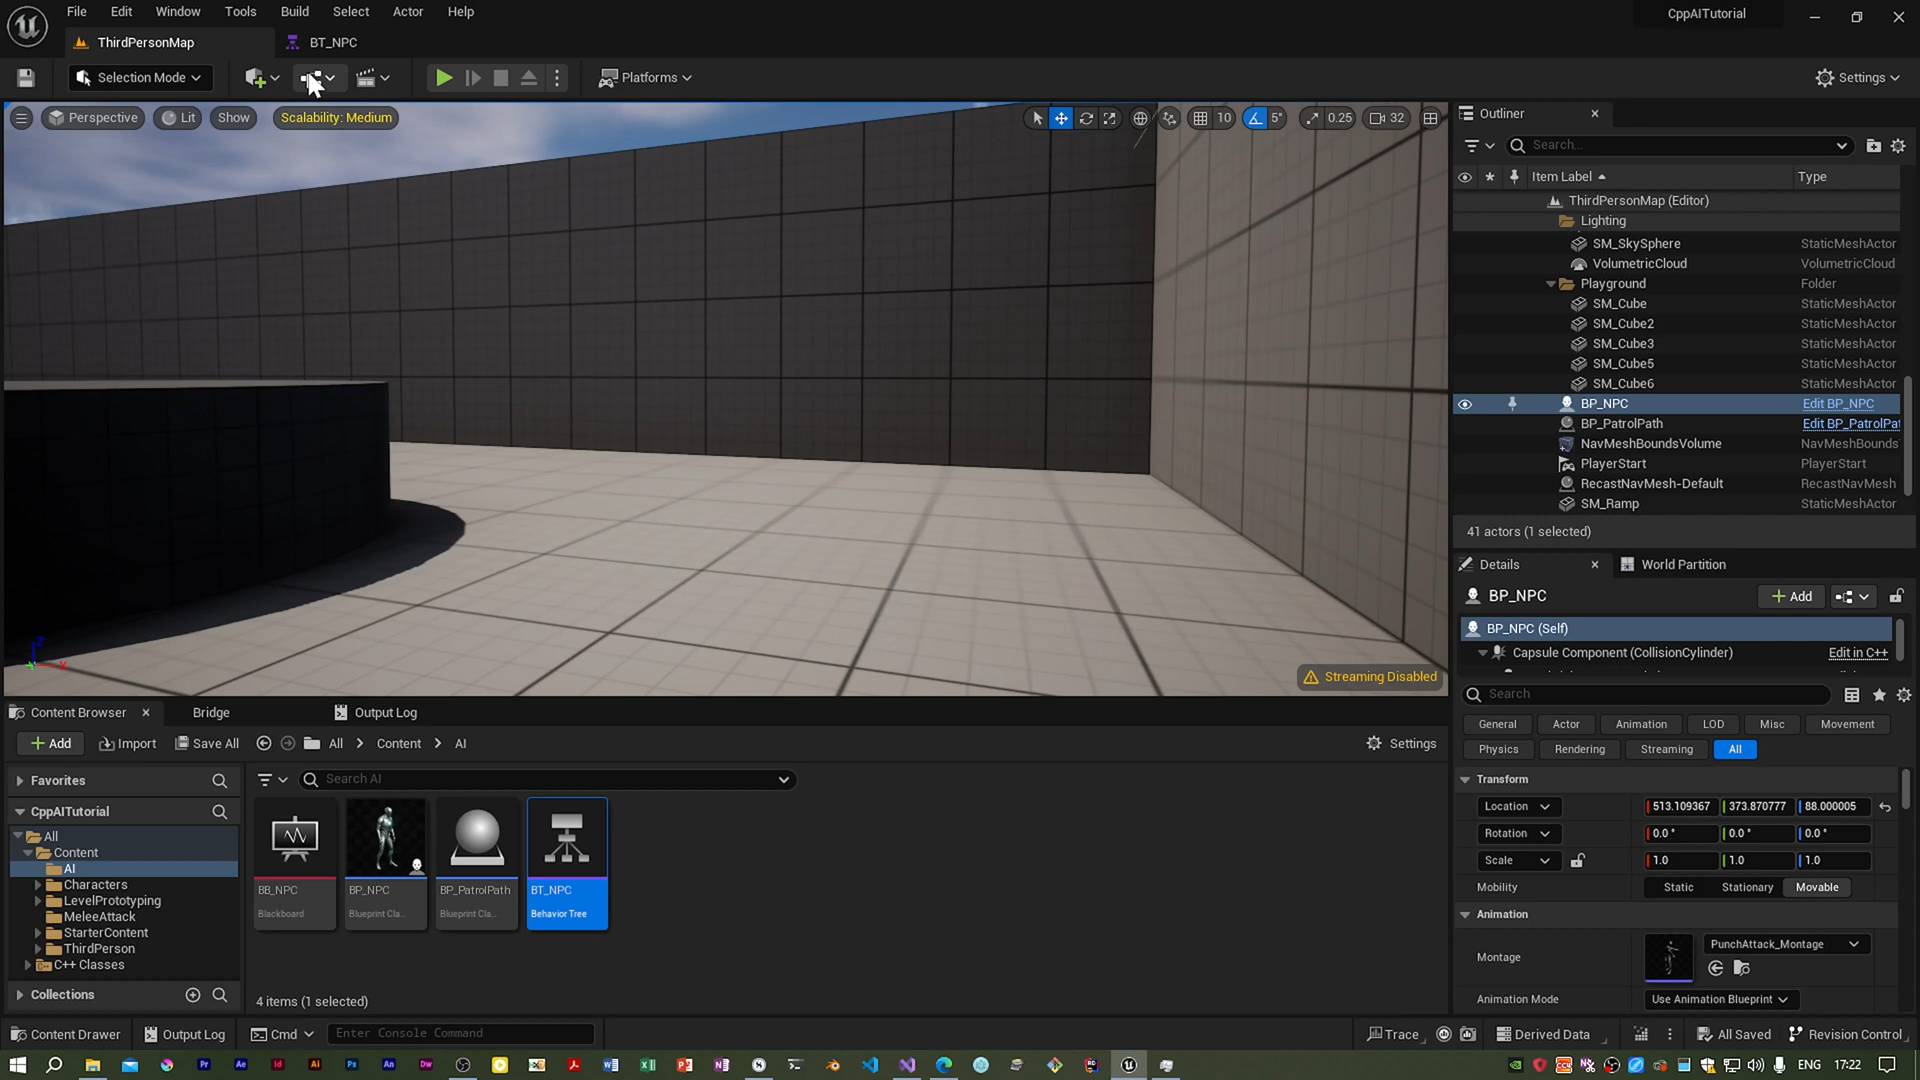 File Edit Window Tools Build Select Actor Help
CppAITutorial
ThirdPersonMap
BT_NPC
Selection Mode
Platforms
Settings
Perspective
Lit
Show
Scalability: Medium
10
5°
0.25
32
Streaming Disabled
Outliner
Search...
Item Label
Type
ThirdPersonMap (Editor)
Lighting
SM_SkySphere StaticMeshActor
VolumetricCloud VolumetricCloud
Playground Folder
SM_Cube StaticMeshActor
SM_Cube2 StaticMeshActor
SM_Cube3 StaticMeshActor
SM_Cube5 StaticMeshActor
SM_Cube6 StaticMeshActor
BP_NPC Edit BP_NPC
BP_PatrolPath Edit BP_PatrolPat
NavMeshBoundsVolume NavMeshBounds
PlayerStart PlayerStart
RecastNavMesh-Default RecastNavMesh
SM_Ramp StaticMeshActor
41 actors (1 selected)
Details
World Partition
BP_NPC
Add
BP_NPC (Self)
Capsule Component (CollisionCylinder) Edit in C++
Search
General Actor Animation LOD Misc Movement
Physics Rendering Streaming All
Transform
Location 513.109367 373.870777 88.000005
Rotation 0.0° 0.0° 0.0°
Scale 1.0 1.0 1.0
Mobility Static Stationary Movable
Animation
Montage PunchAttack_Montage
Animation Mode Use Animation Blueprint
Content Browser
Bridge
Output Log
Add
Import
Save All
All
Content
AI
Settings
Favorites
Search AI
CppAITutorial
All
Content
AI
Characters
LevelPrototyping
MeleeAttack
StarterContent
ThirdPerson
C++ Classes
Collections
BB_NPC
Blackboard
BP_NPC
Blueprint Cla...
BP_PatrolPath
Blueprint Cla...
BT_NPC
Behavior Tree
4 items (1 selected)
Content Drawer
Output Log
Cmd
Enter Console Command
Trace
Derived Data
All Saved
Revision Control
Pr Ae Id Ai Ps An Dw
ENG 17:22